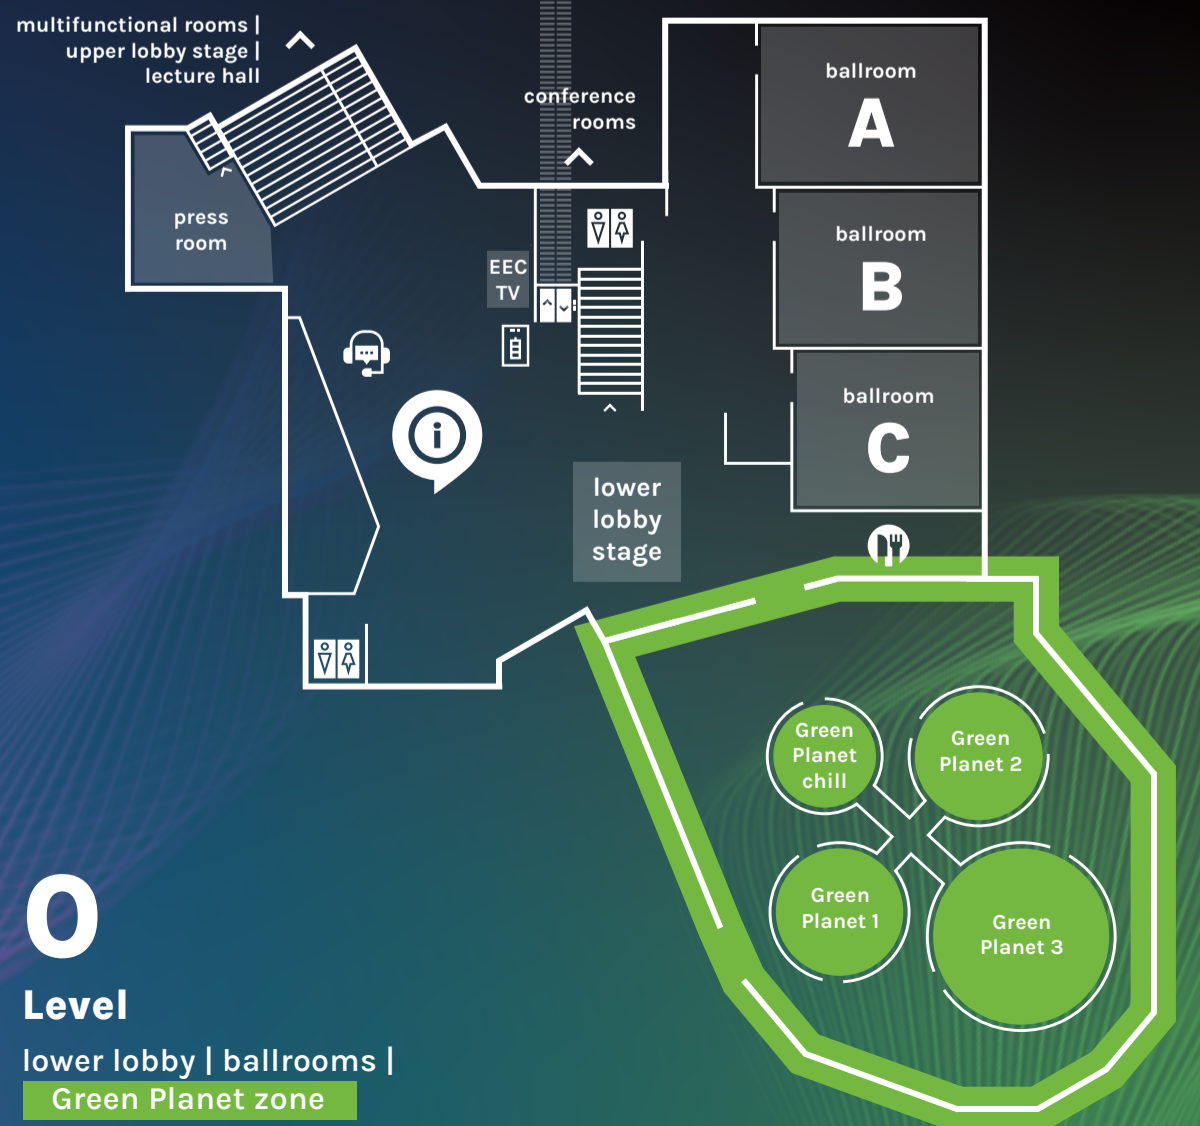 multifunctional rooms |
upper lobby stage |
lecture hall
conference
rooms
ballroom
A
press
room
ballroom
B
EEC
TV
ballroom
C
i
lower
lobby
stage
Green
Planet
chill
Green
Planet 2
Green
Planet 1
Green
Planet 3
0
Level
lower lobby | ballrooms |
Green Planet zone